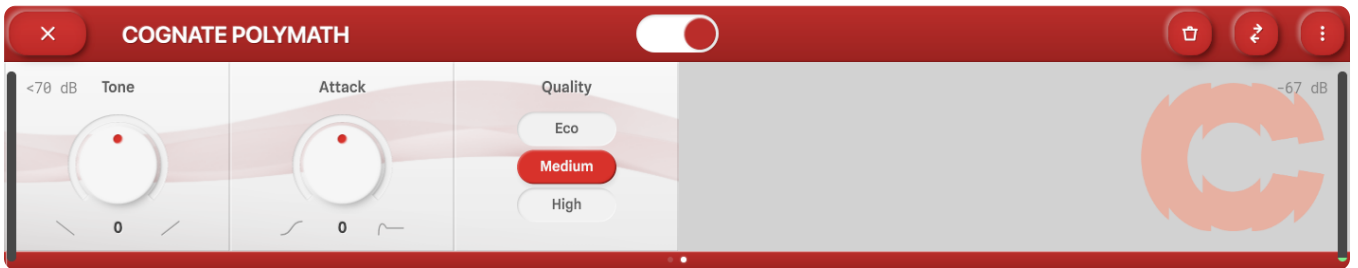 COGNATE POLYMATH
<70 dB
Tone
Attack
Quality
-67 dB
Eco
Medium
High
0
0